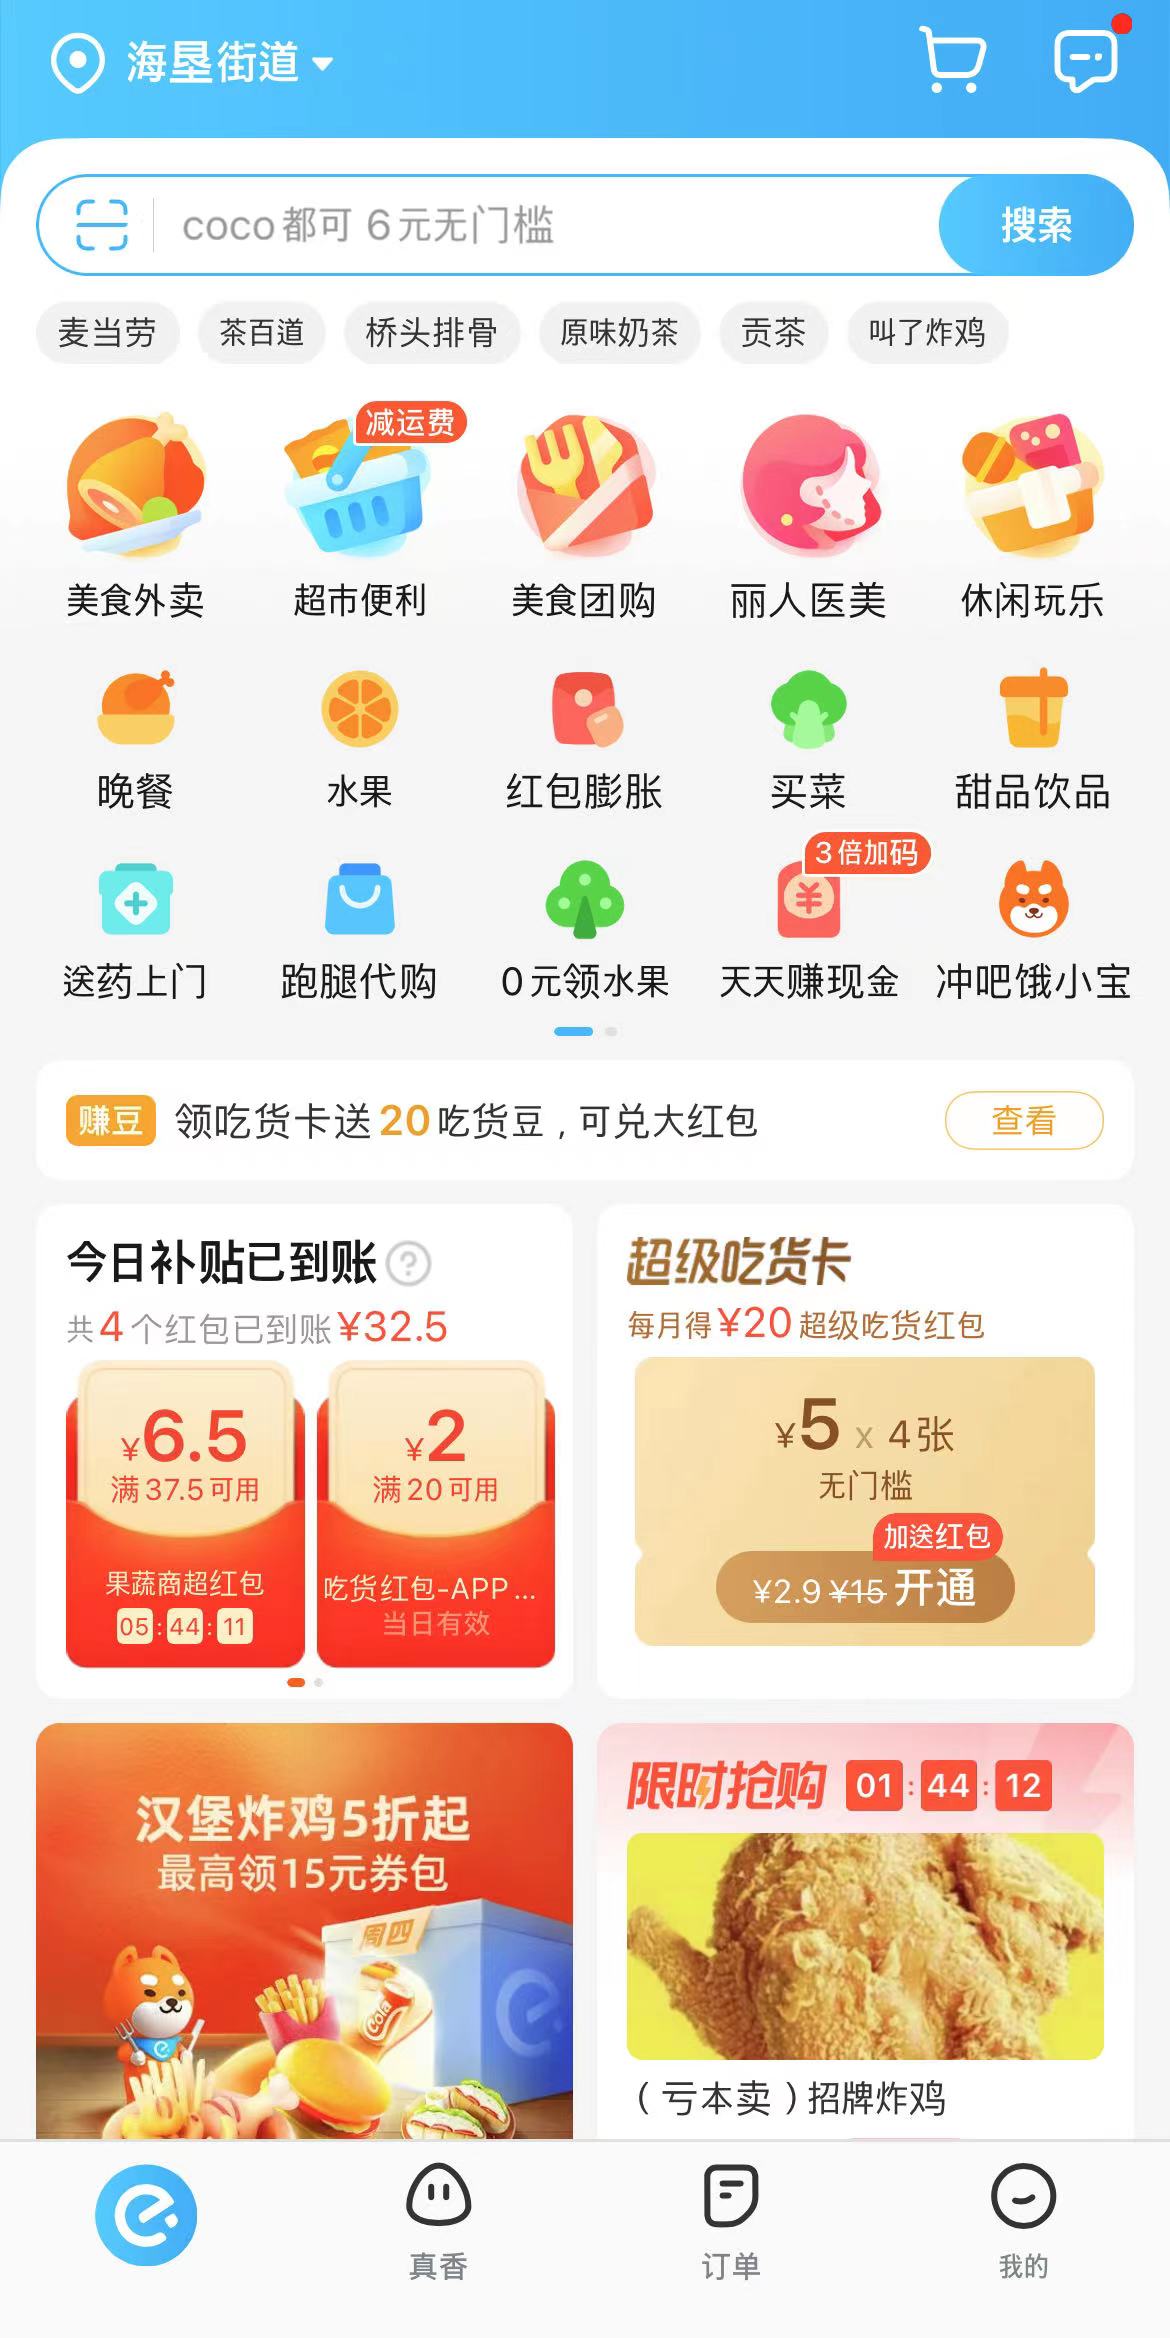 海垦街道
coco都可 6元无门槛
搜索
麦当劳 茶百道 桥头排骨 原味奶茶 贡茶 叫了炸鸡
减运费
美食外卖 超市便利 美食团购 丽人医美 休闲玩乐
晚餐 水果 红包膨胀 买菜 甜品饮品
3倍加码
送药上门 跑腿代购 0元领水果 天天赚现金 冲吧饿小宝
赚豆 领吃货卡送20吃货豆，可兑大红包 查看
今日补贴已到账 ?
共4个红包已到账¥32.5
¥6.5
满37.5可用
果蔬商超红包
05:44:11
¥2
满20可用
吃货红包-APP...
当日有效
超级吃货卡
每月得¥20超级吃货红包
¥5 x 4张
无门槛
加送红包
¥2.9 ¥15 开通
汉堡炸鸡5折起
最高领15元券包
周四
Cola
限时抢购 01:44:12
（亏本卖）招牌炸鸡
真香 订单 我的